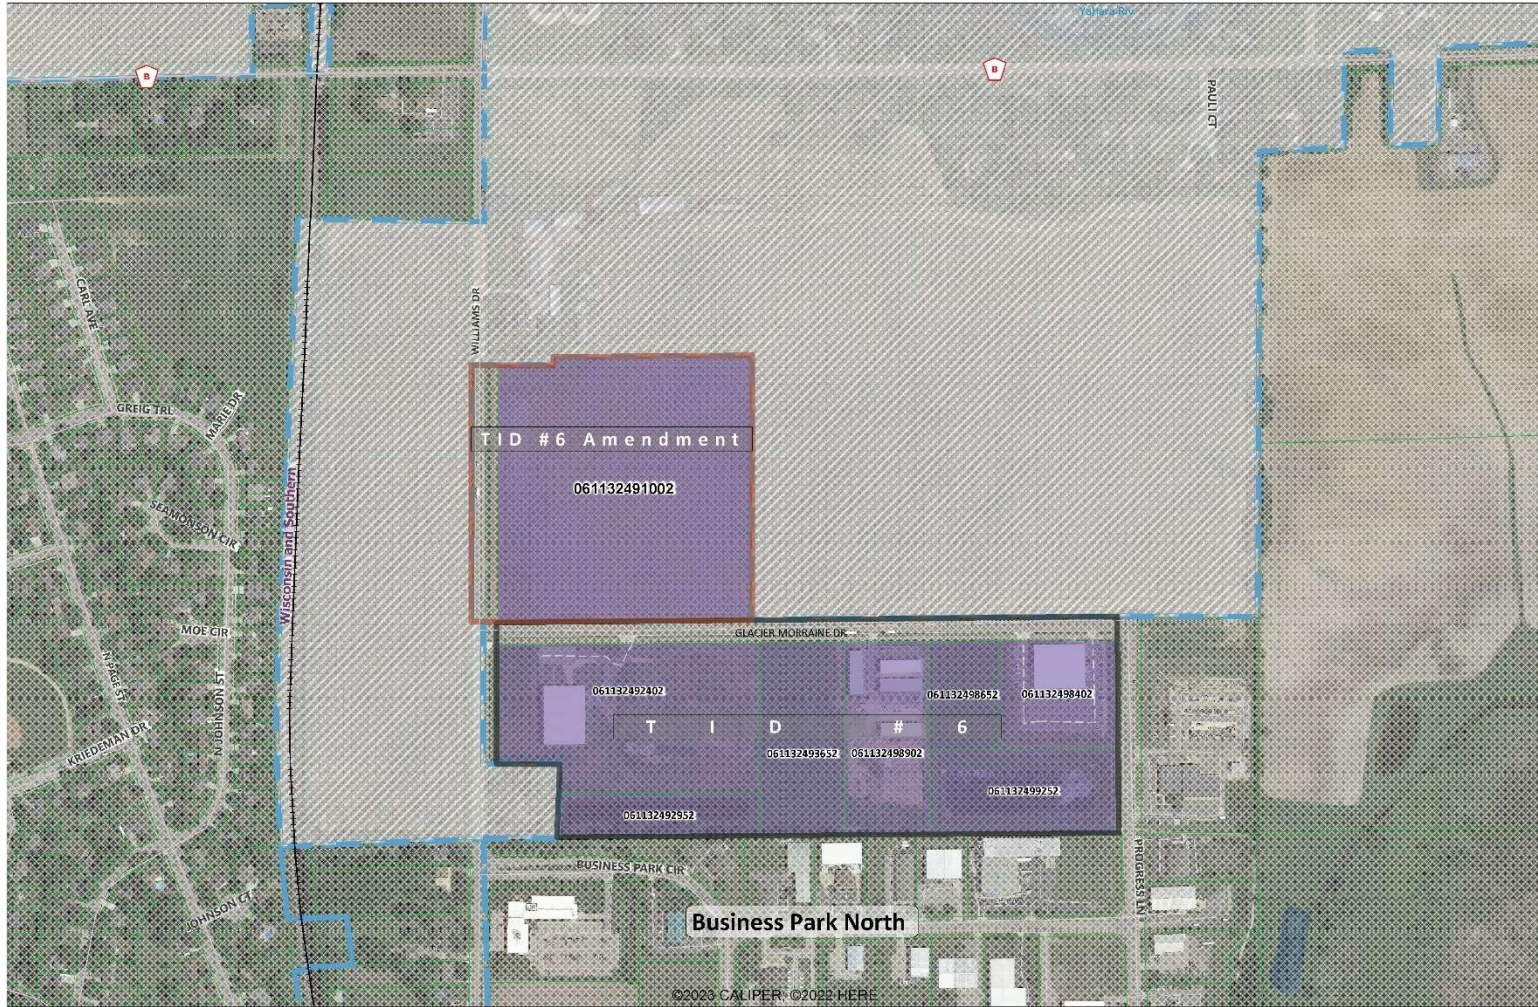 Yahara Riv
B
B
PAULI CT
WILLIAMS DR
CARL AVE
GREIG TRL
MARIE DR
TID #6 Amendment
061132491002
SEAMONSON CIR
Wisconsin and Southern
MOE CIR
GLACIER MORRAINE DR
N PAGE ST
N JOHNSON ST
061132492402
061132498652
061132498402
TID #6
KRIEDEMAN DR
061132493652
061132498902
061132499252
061132492952
BUSINESS PARK CIR
PROGRESS LN
JOHNSON CT
Business Park North
©2023 CALIPER; ©2022 HERE